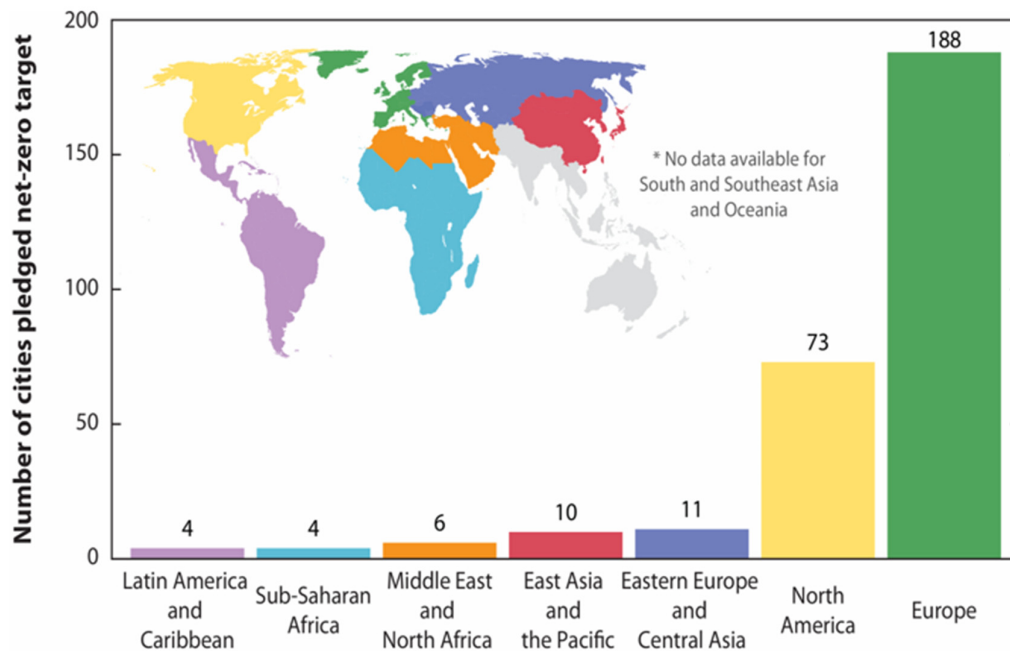 Number of cities pledged net-zero target
200
150
100
50
0
* No data available for
South and Southeast Asia
and Oceania
4
4
6
10
11
73
188
Latin America
and
Caribbean
Sub-Saharan
Africa
Middle East
and
North Africa
East Asia
and
the Pacific
Eastern Europe
and
Central Asia
North
America
Europe